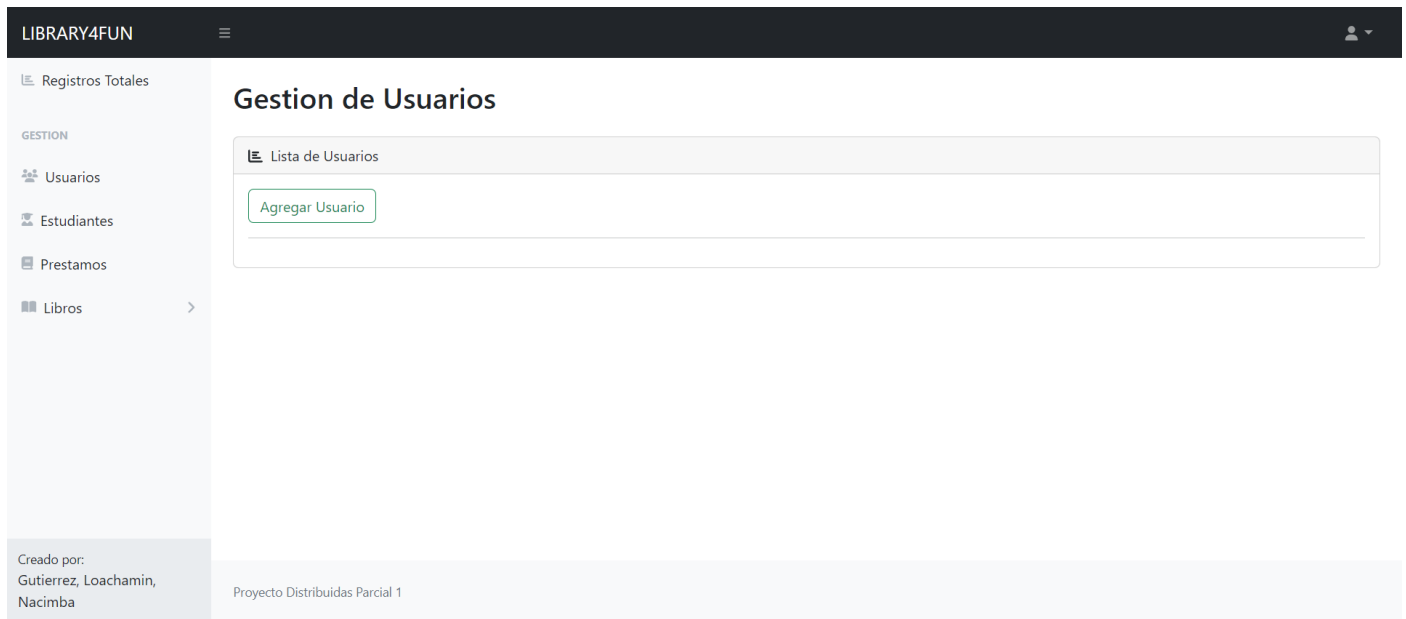 LIBRARY4FUN
Registros Totales
GESTION
Usuarios
Estudiantes
Prestamos
Libros
Creado por:
Gutierrez, Loachamin,
Nacimba
Gestion de Usuarios
Lista de Usuarios
Agregar Usuario
Proyecto Distribuidas Parcial 1